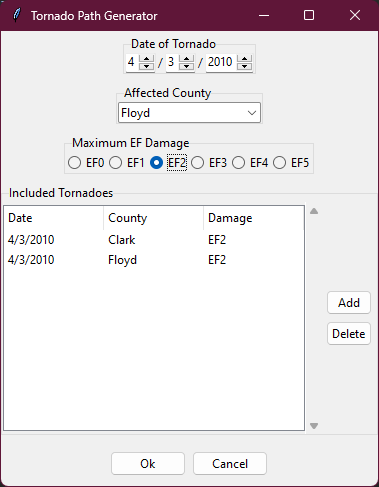 Tornado Path Generator
Date of Tornado
4 / 3 / 2010
Affected County
Floyd
Maximum EF Damage
EF0 EF1 EF2 EF3 EF4 EF5
Included Tornadoes
Date County Damage
4/3/2010 Clark EF2
4/3/2010 Floyd EF2
Add
Delete
Ok Cancel